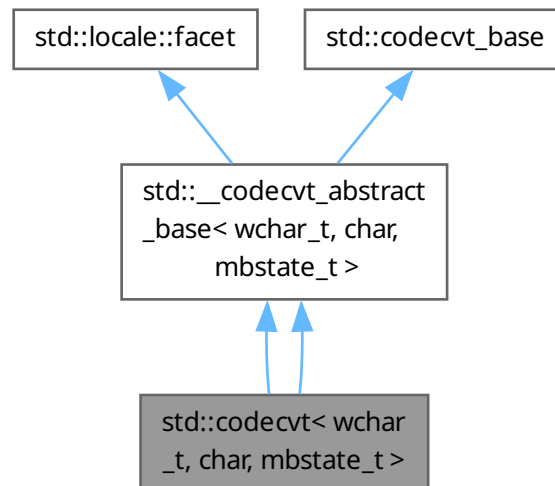 std::locale::facet
std::codecvt_base
std::__codecvt_abstract
_base< wchar_t, char,
mbstate_t >
std::codecvt< wchar
_t, char, mbstate_t >